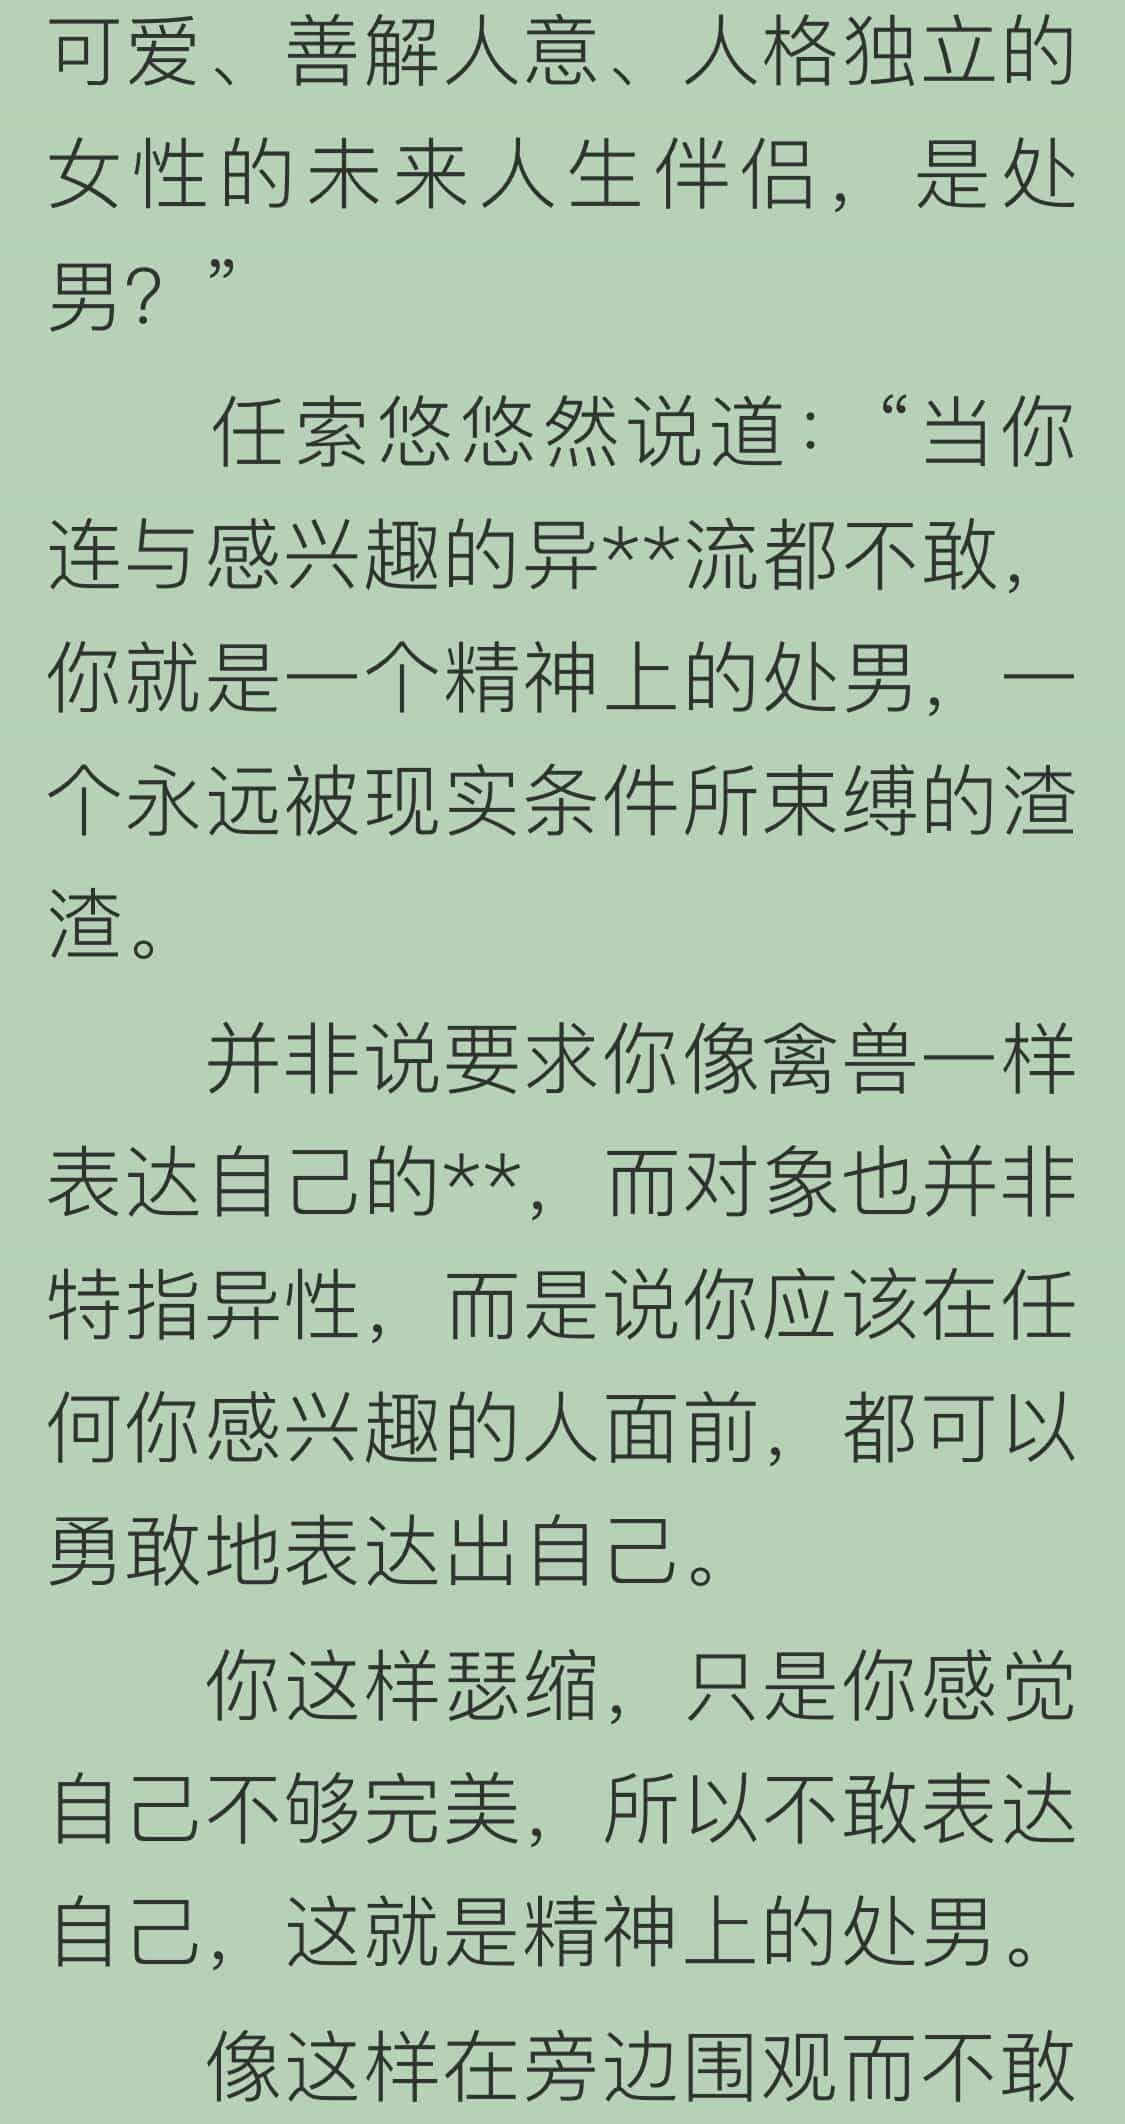 可爱、善解人意、人格独立的
女性的未来人生伴侣，是处
男？”
任索悠悠然说道：“当你
连与感兴趣的异**流都不敢，
你就是一个精神上的处男，一
个永远被现实条件所束缚的渣
渣。
并非说要求你像禽兽一样
表达自己的**，而对象也并非
特指异性，而是说你应该在任
何你感兴趣的人面前，都可以
勇敢地表达出自己。
你这样瑟缩，只是你感觉
自己不够完美，所以不敢表达
自己，这就是精神上的处男。
像这样在旁边围观而不敢